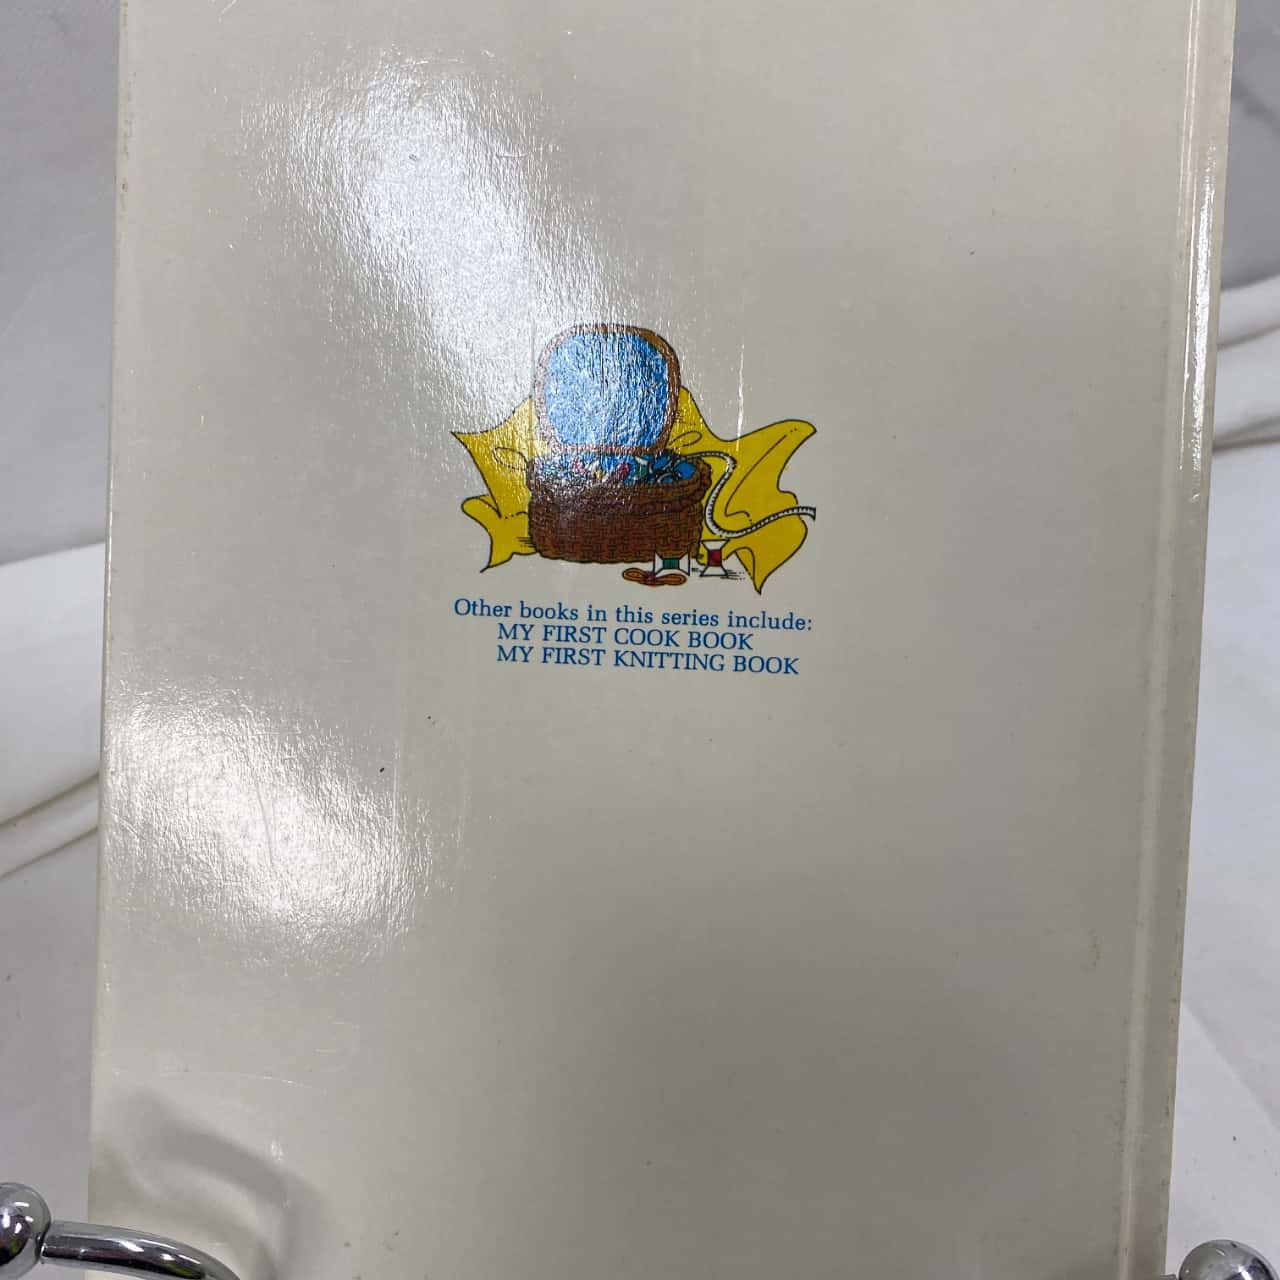 Other books in this series include:
MY FIRST COOK BOOK
MY FIRST KNITTING BOOK